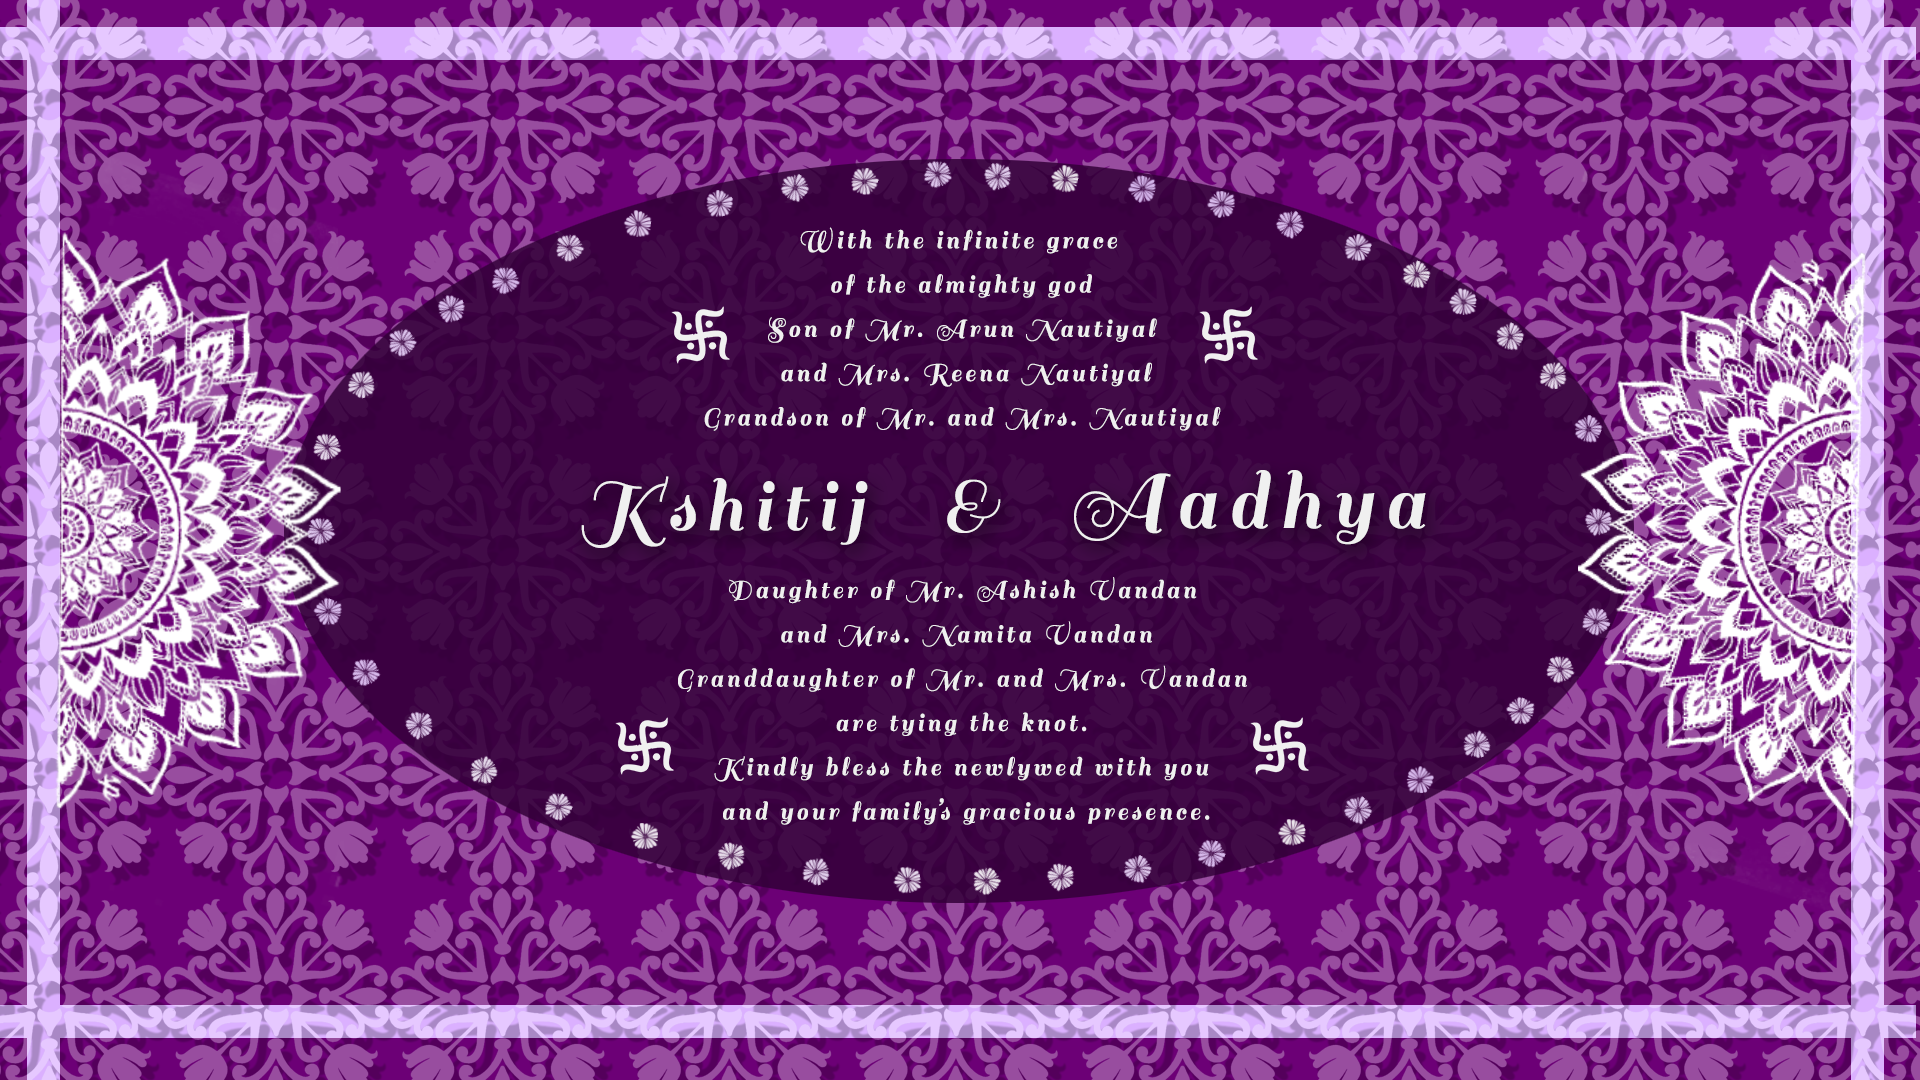 With the infinite grace
of the almighty god
Son of Mr. Arun Nautiyal
and Mrs. Reena Nautiyal
Grandson of Mr. and Mrs. Nautiyal
Kshitij & Aadhya
Daughter of Mr. Ashish Vandan
and Mrs. Namita Vandan
Granddaughter of Mr. and Mrs. Vandan
are tying the knot.
Kindly bless the newlywed with you
and your family's gracious presence.